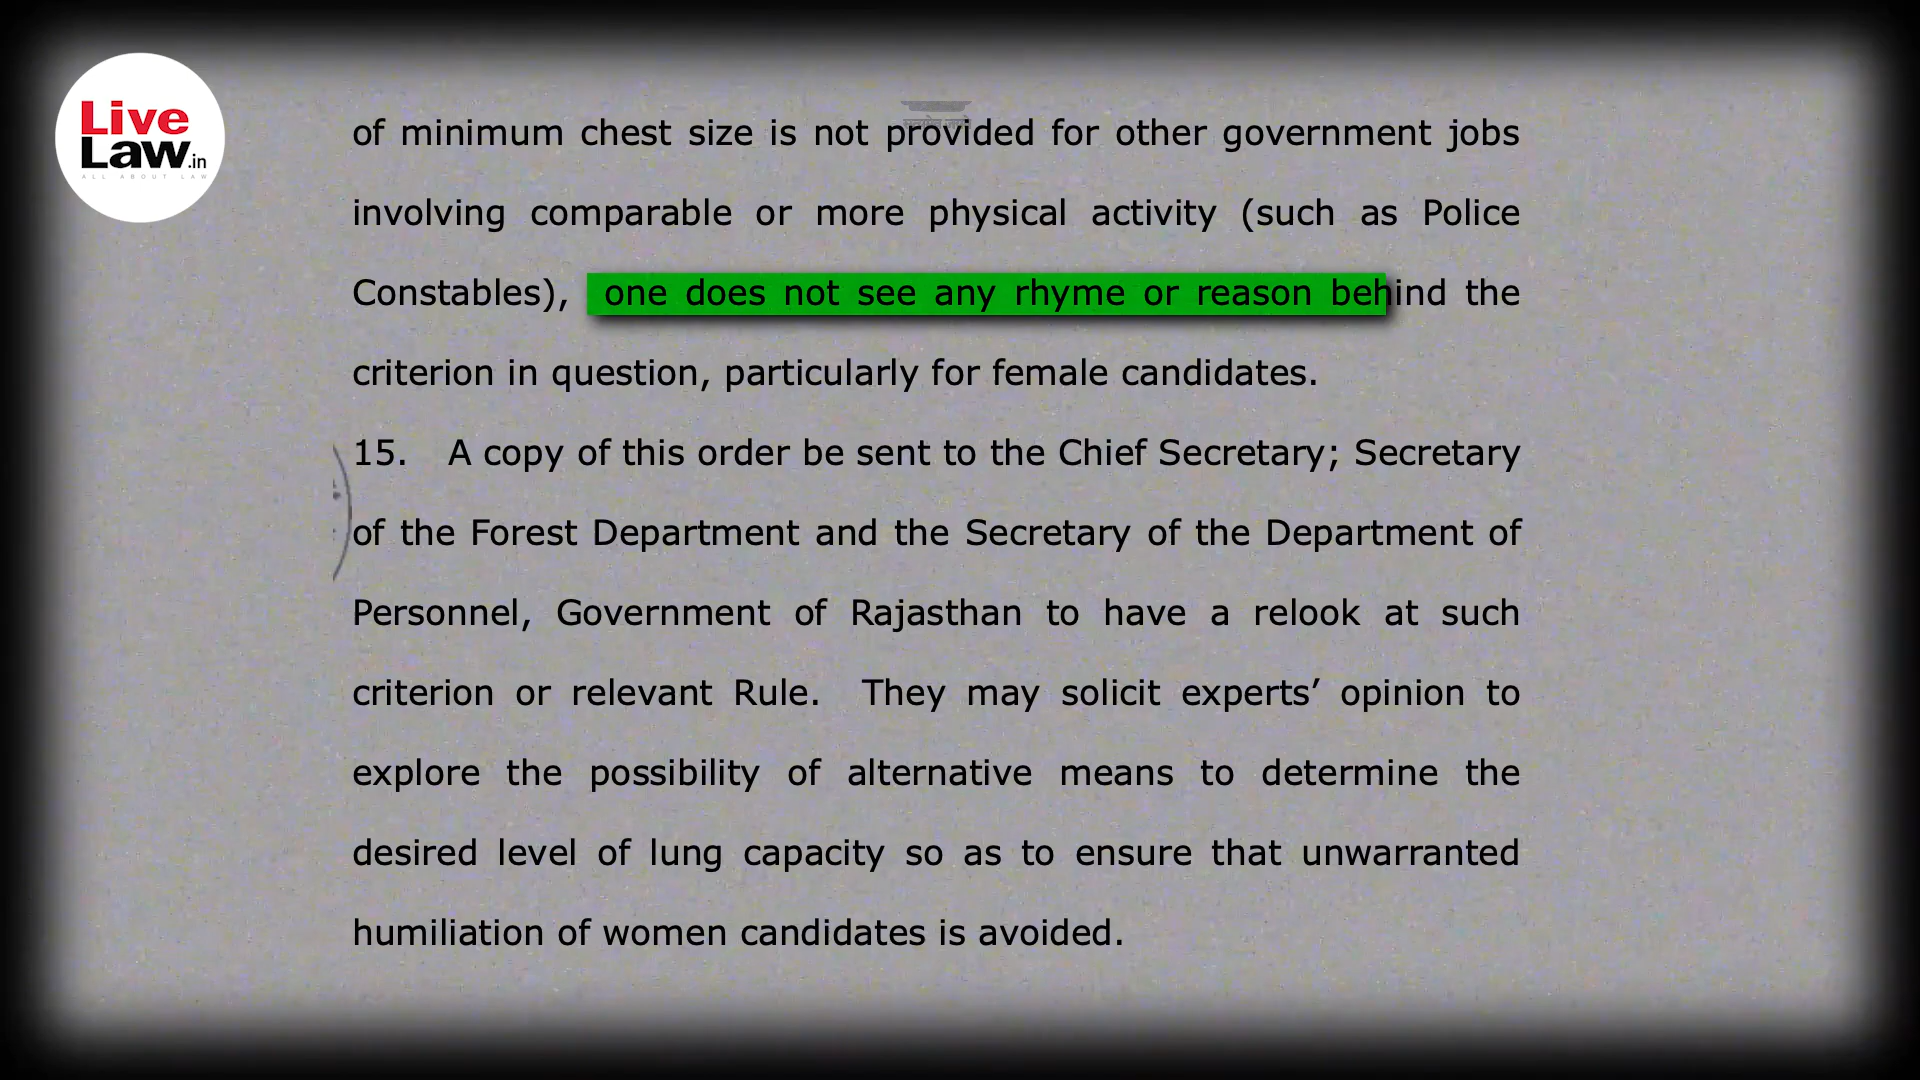 Live
Law.in
ALL ABOUT LAW
of minimum chest size is not provided for other government jobs
involving comparable or more physical activity (such as Police
Constables), one does not see any rhyme or reason behind the
criterion in question, particularly for female candidates.
15. A copy of this order be sent to the Chief Secretary; Secretary
of the Forest Department and the Secretary of the Department of
Personnel, Government of Rajasthan to have a relook at such
criterion or relevant Rule. They may solicit experts’ opinion to
explore the possibility of alternative means to determine the
desired level of lung capacity so as to ensure that unwarranted
humiliation of women candidates is avoided.